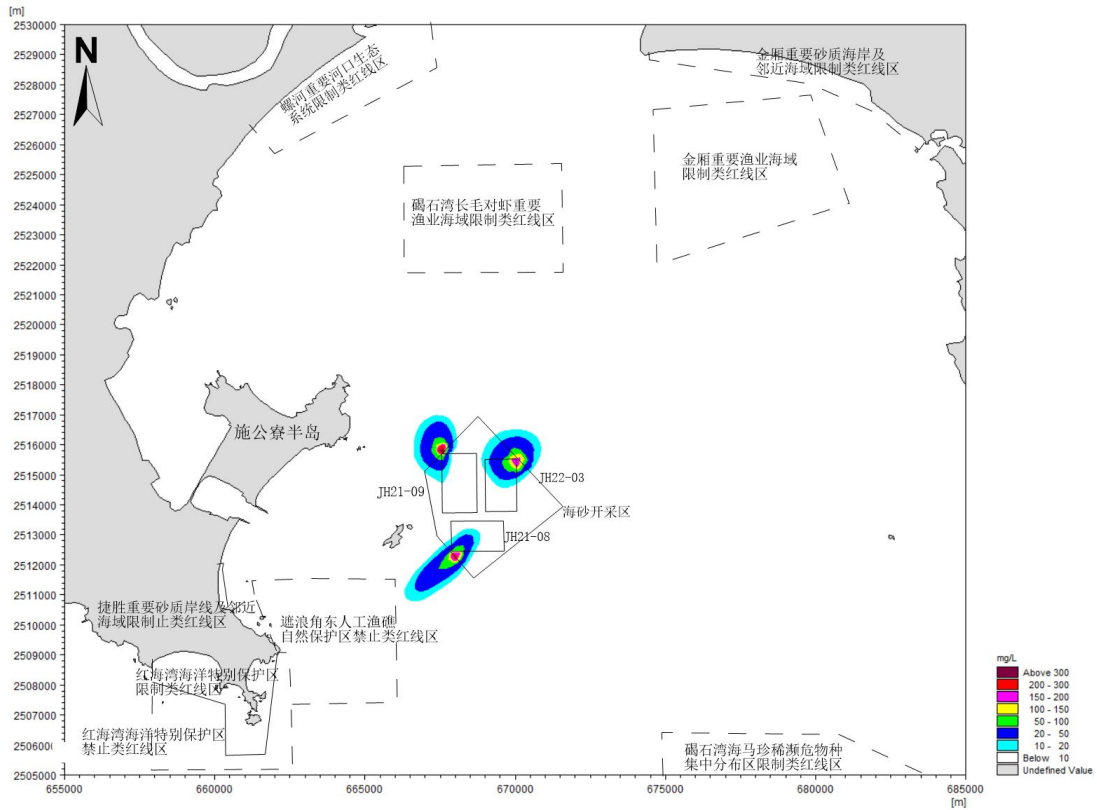 [m]
2530000
2529000
2528000
2527000
2526000
2525000
2524000
2523000
2522000
2521000
2520000
2519000
2518000
2517000
2516000
2515000
2514000
2513000
2512000
2511000
2510000
2509000
2508000
2507000
2506000
2505000
N
螺河重要河口生态
系统限制类红线区
金厢重要砂质海岸及
邻近海域限制类红线区
金厢重要渔业海域
限制类红线区
碣石湾长毛对虾重要
渔业海域限制类红线区
施公寮半岛
JH21-09
JH22-03
海砂开采区
JH21-08
捷胜重要砂质岸线及邻近
海域限制止类红线区
遮浪角东人工渔礁
自然保护区禁止类红线区
红海湾海洋特别保护区
限制类红线区
红海湾海洋特别保护区
禁止类红线区
碣石湾海马珍稀濒危物种
集中分布区限制类红线区
655000
660000
665000
670000
675000
680000
685000
[m]
mg/L
Above 300
200 - 300
150 - 200
100 - 150
50 - 100
20 - 50
10 - 20
Below 10
Undefined Value